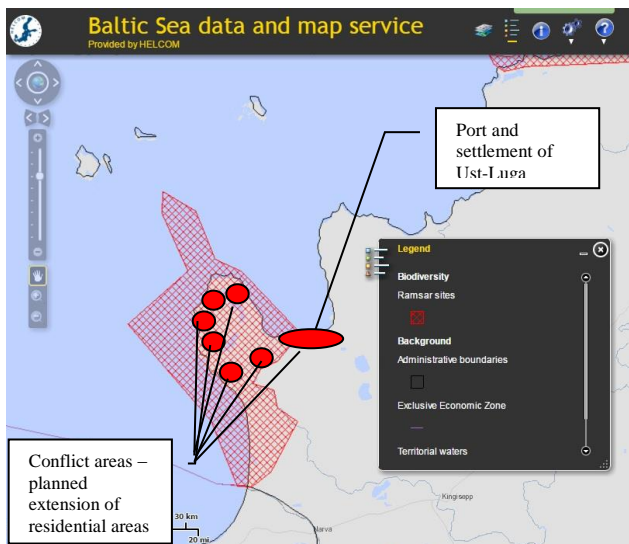 Baltic Sea data and map service
Provided by HELCOM
Port and
settlement of
Ust-Luga
Legend
Biodiversity
Ramsar sites
Background
Administrative boundaries
Exclusive Economic Zone
Territorial waters
Conflict areas –
planned
extension of
residential areas
30 km
20 mi
Narva
Kingisepp